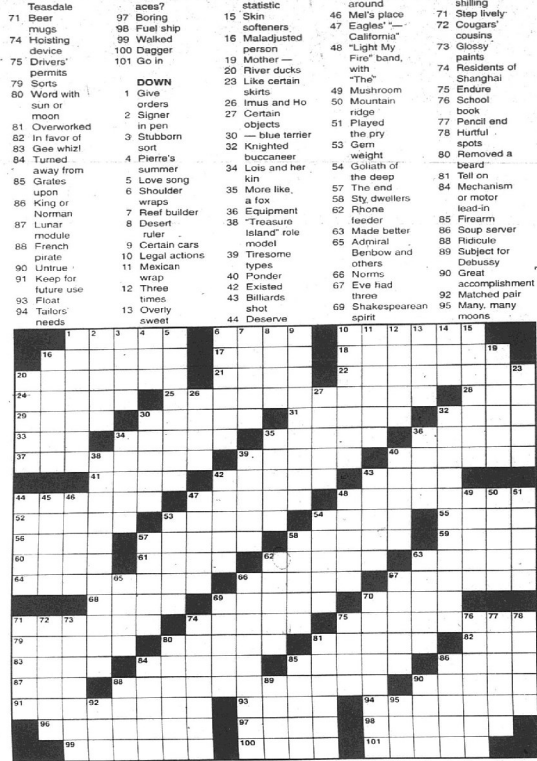 Teasdale
71 Beer
mugs
74 Hoisting
device
75 Drivers'
permits
79 Sorts
80 Word with
sun or
moon
81 Overworked
82 In favor of
83 Gee whiz!
84 Turned
away from
85 Grates
upon
86 King or
Norman
87 Lunar
module
88 French
pirate
90 Untrue
91 Keep for
future use
93 Float
94 Tailors'
needs
aces?
97 Boring
98 Fuel ship
99 Walked
100 Dagger
101 Go in
DOWN
1 Give
orders
2 Signer
in pen
3 Stubborn
sort
4 Pierre's
summer
5 Love song
6 Shoulder
wraps
7 Reef builder
8 Desert
ruler
9 Certain cars
10 Legal actions
11 Mexican
wrap
12 Three
times
13 Overly
sweet
statistic
15 Skin
softeners
16 Maladjusted
person
19 Mother —
20 River ducks
23 Like certain
skirts
26 Imus and Ho
27 Certain
objects
30 — blue terrier
32 Knighted
buccaneer
34 Lois and her
kin
35 More like
a fox
36 Equipment
38 "Treasure
Island" role
model
39 Tiresome
types
40 Ponder
42 Existed
43 Billiards
shot
44 Deserve
around
46 Mel's place
47 Eagles' "—
California"
48 "Light My
Fire" band,
with
"The"
49 Mushroom
50 Mountain
ridge
51 Played
the pry
53 Gem
weight
54 Goliath of
the deep
57 The end
58 Sty dwellers
62 Rhone
feeder
63 Made better
65 Admiral
Benbow and
others
66 Norms
67 Eve had
three
69 Shakespearean
spirit
shilling
71 Step lively
72 Cougars'
cousins
73 Glossy
paints
74 Residents of
Shanghai
75 Endure
76 School
book
77 Pencil end
78 Hurtful
spots
80 Removed a
beard
81 Tell on
84 Mechanism
or motor
lead-in
85 Firearm
86 Soup server
88 Ridicule
89 Subject for
Debussy
90 Great
accomplishment
92 Matched pair
95 Many, many
moons
1 2 3 4 5 6 7 8 9 10 11 12 13 14 15
16 17 18 19
20 21 22 23
24 25 26 27 28
29 30 31 32
33 34 35 36
37 38 39 40
41 42 43
44 45 46 47 48 49 50 51
52 53 54 55
56 57 58 59
60 61 62 63
64 65 66 67
68 69 70
71 72 73 74 75 76 77 78
79 80 81 82
83 84 85 86
87 88 89 90
91 92 93 94 95
96 97 98
99 100 101